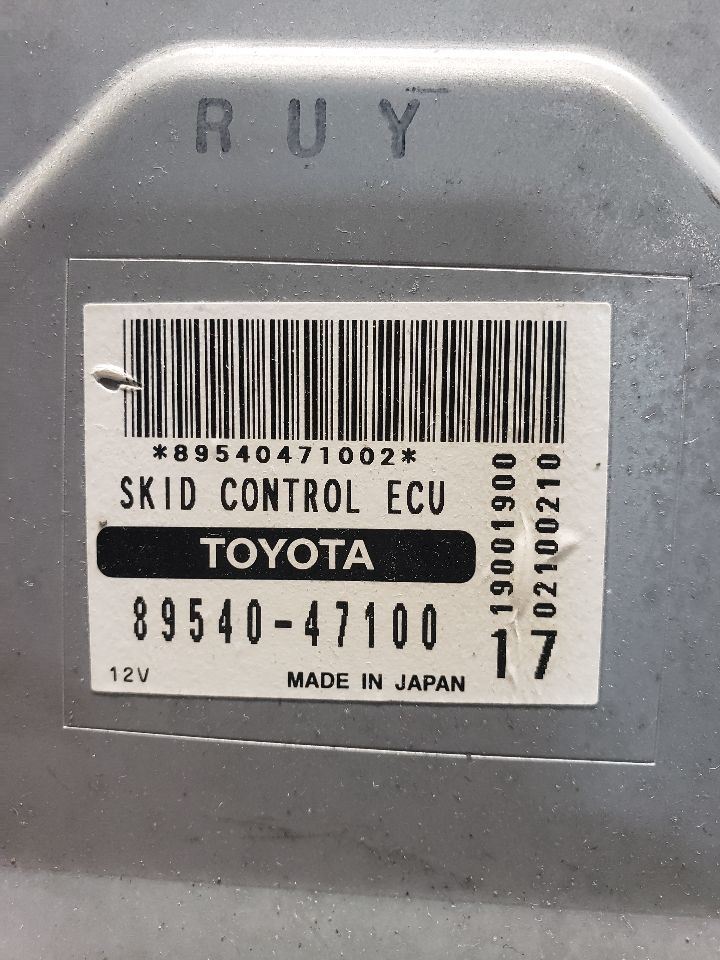 RUY
*89540471002*
SKID CONTROL ECU
TOYOTA
89540-47100
12V
MADE IN JAPAN
19001900
02100210
17